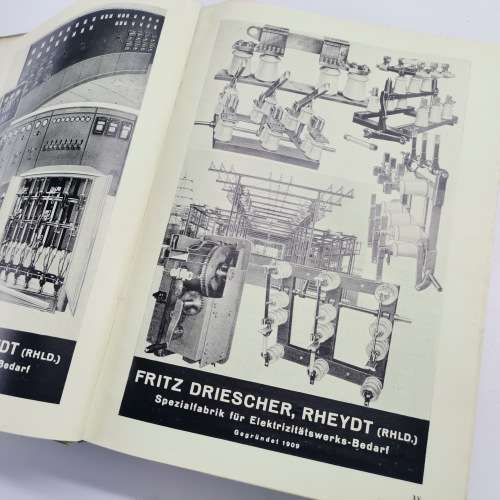 YDT (RHLD.)
Bedarf
FRITZ DRIESCHER, RHEYDT (RHLD.)
Spezialfabrik für Elektrizitätswerks-Bedarf
Gegründet 1909